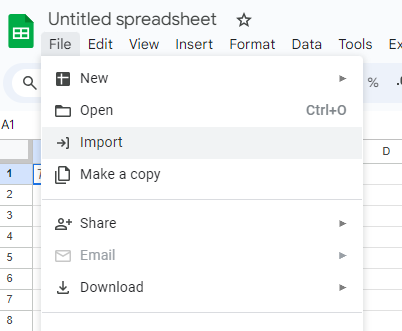 Untitled spreadsheet
File Edit View Insert Format Data Tools
New
%
Open Ctrl+O
A1
Import
D
1
Make a copy
2
3
Share
4
5
Email
6
Download
7
8